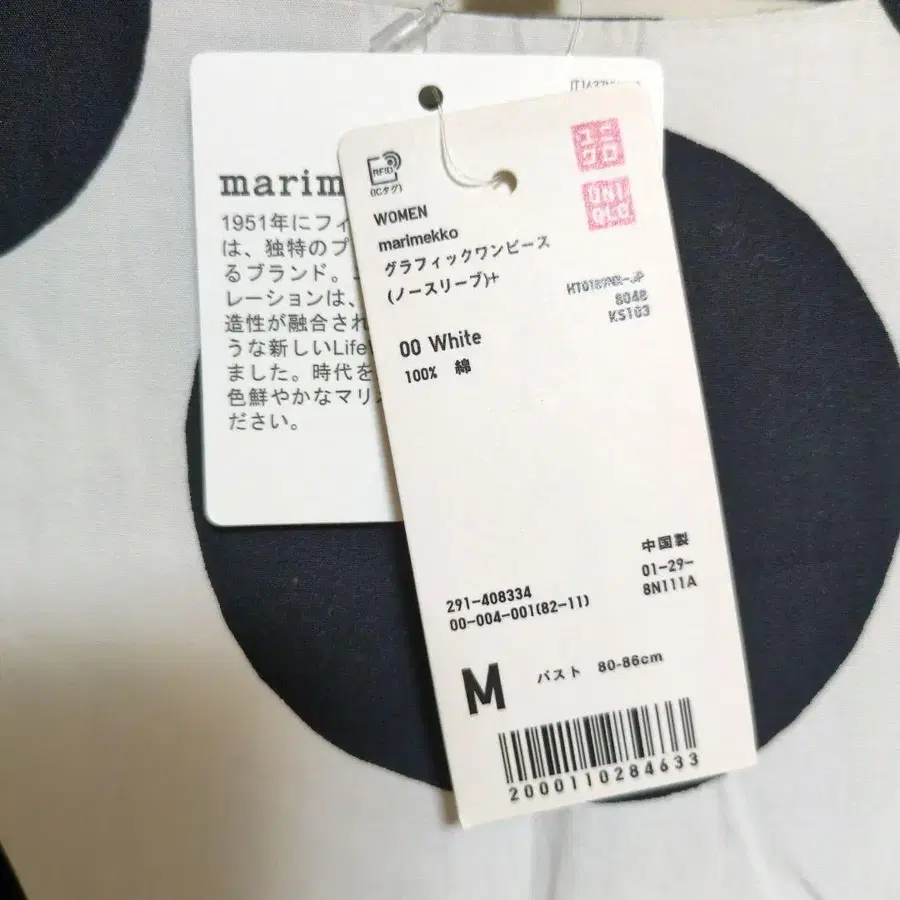 marim
1951年にフィ
は、独特のプ
るブランド。
レーションは、
造性が融合され
うな新しいLife
ました。時代を
色鮮やかなマリ
ださい。
RFID
(ICタグ)
ユニ
クロ
UNI
QLO
WOMEN
marimekko
グラフィックワンピース
(ノースリーブ)+
8048
KS103
00 White
100% 綿
中国製
01-29-
8N111A
291-408334
00-004-001(82-11)
M バスト 80-86cm
2000110284633